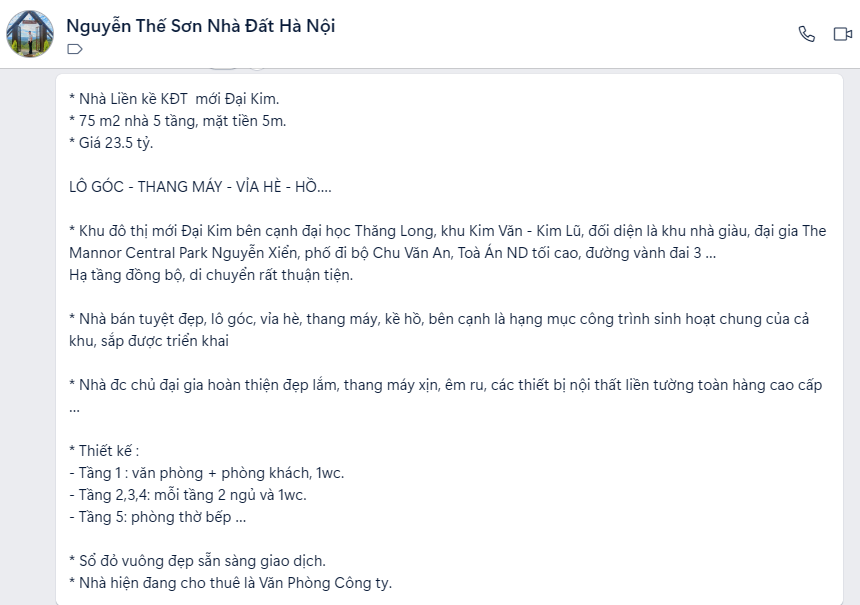 Nguyễn Thế Sơn Nhà Đất Hà Nội
* Nhà Liền kề KĐT mới Đại Kim.
* 75 m2 nhà 5 tầng, mặt tiền 5m.
* Giá 23.5 tỷ.
LÔ GÓC - THANG MÁY - VỈA HÈ - HỒ....
* Khu đô thị mới Đại Kim bên cạnh đại học Thăng Long, khu Kim Văn - Kim Lũ, đối diện là khu nhà giàu, đại gia The
Mannor Central Park Nguyễn Xiển, phố đi bộ Chu Văn An, Toà Án ND tối cao, đường vành đai 3 ...
Hạ tầng đồng bộ, di chuyển rất thuận tiện.
* Nhà bán tuyệt đẹp, lô góc, vỉa hè, thang máy, kề hồ, bên cạnh là hạng mục công trình sinh hoạt chung của cả
khu, sắp được triển khai
* Nhà đc chủ đại gia hoàn thiện đẹp lắm, thang máy xịn, êm ru, các thiết bị nội thất liền tường toàn hàng cao cấp
...
* Thiết kế :
- Tầng 1 : văn phòng + phòng khách, 1wc.
- Tầng 2,3,4: mỗi tầng 2 ngủ và 1wc.
- Tầng 5: phòng thờ bếp ...
* Sổ đỏ vuông đẹp sẵn sàng giao dịch.
* Nhà hiện đang cho thuê là Văn Phòng Công ty.